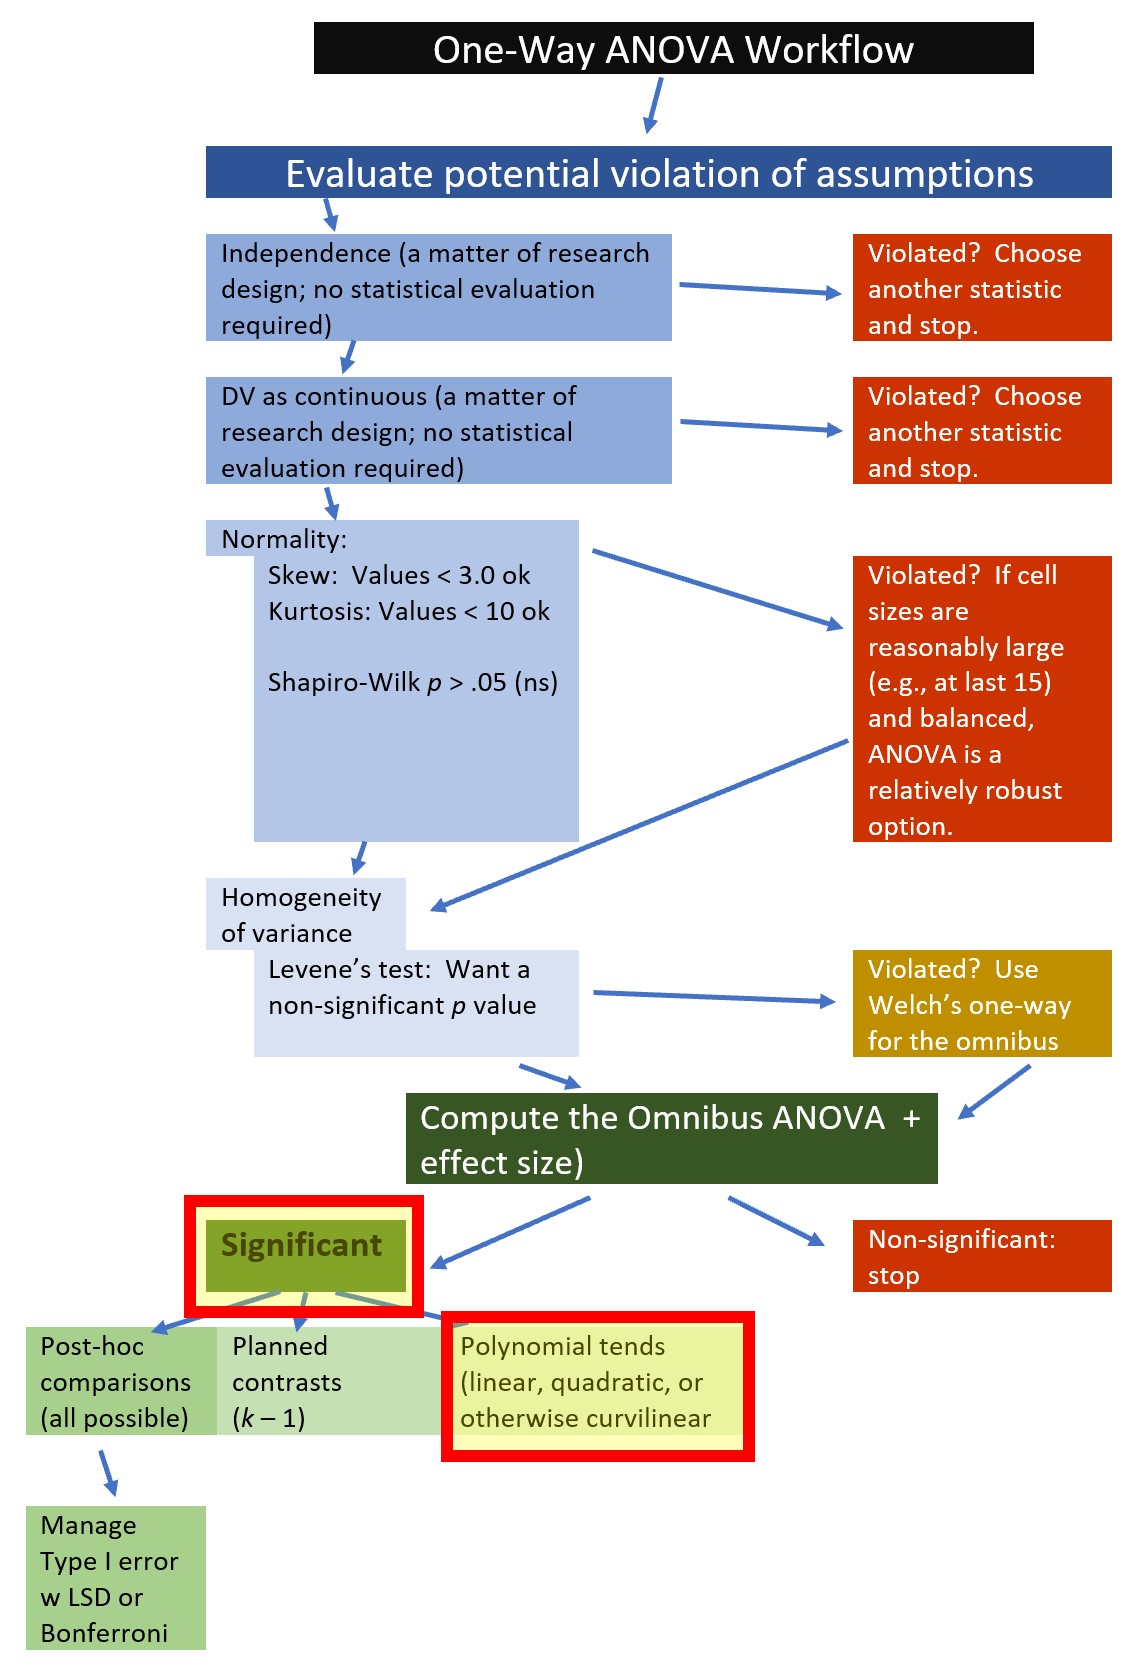 One-Way ANOVA Workflow
Evaluate potential violation of assumptions
Independence (a matter of research
design; no statistical evaluation
required)
Violated?  Choose
another statistic
and stop.
DV as continuous (a matter of
research design; no statistical
evaluation required)
Violated?  Choose
another statistic
and stop.
Normality:
Skew:  Values < 3.0 ok
Kurtosis: Values < 10 ok
Shapiro-Wilk p > .05 (ns)
Violated?  If cell
sizes are
reasonably large
(e.g., at last 15)
and balanced,
ANOVA is a
relatively robust
option.
Homogeneity
of variance
Levene’s test:  Want a
non-significant p value
Violated?  Use
Welch’s one-way
for the omnibus
Compute the Omnibus ANOVA  +
effect size)
Significant
Non-significant:
stop
Post-hoc
comparisons
(all possible)
Planned
contrasts
(k – 1)
Polynomial tends
(linear, quadratic, or
otherwise curvilinear
Manage
Type I error
w LSD or
Bonferroni